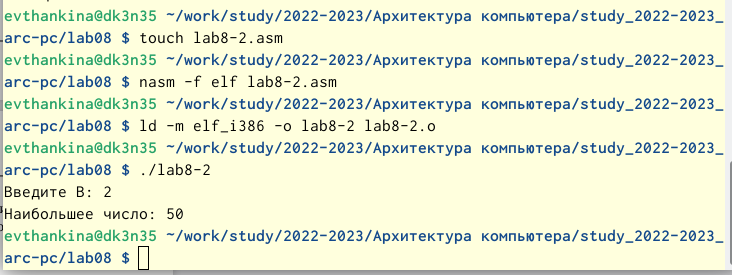 evthankina@dk3n35 ~/work/study/2022-2023/Архитектура компьютера/study_2022-2023_
arc-pc/lab08 $ touch lab8-2.asm
evthankina@dk3n35 ~/work/study/2022-2023/Архитектура компьютера/study_2022-2023_
arc-pc/lab08 $ nasm -f elf lab8-2.asm
evthankina@dk3n35 ~/work/study/2022-2023/Архитектура компьютера/study_2022-2023_
arc-pc/lab08 $ ld -m elf_i386 -o lab8-2 lab8-2.o
evthankina@dk3n35 ~/work/study/2022-2023/Архитектура компьютера/study_2022-2023_
arc-pc/lab08 $ ./lab8-2
Введите В: 2
Наибольшее число: 50
evthankina@dk3n35 ~/work/study/2022-2023/Архитектура компьютера/study_2022-2023_
arc-pc/lab08 $